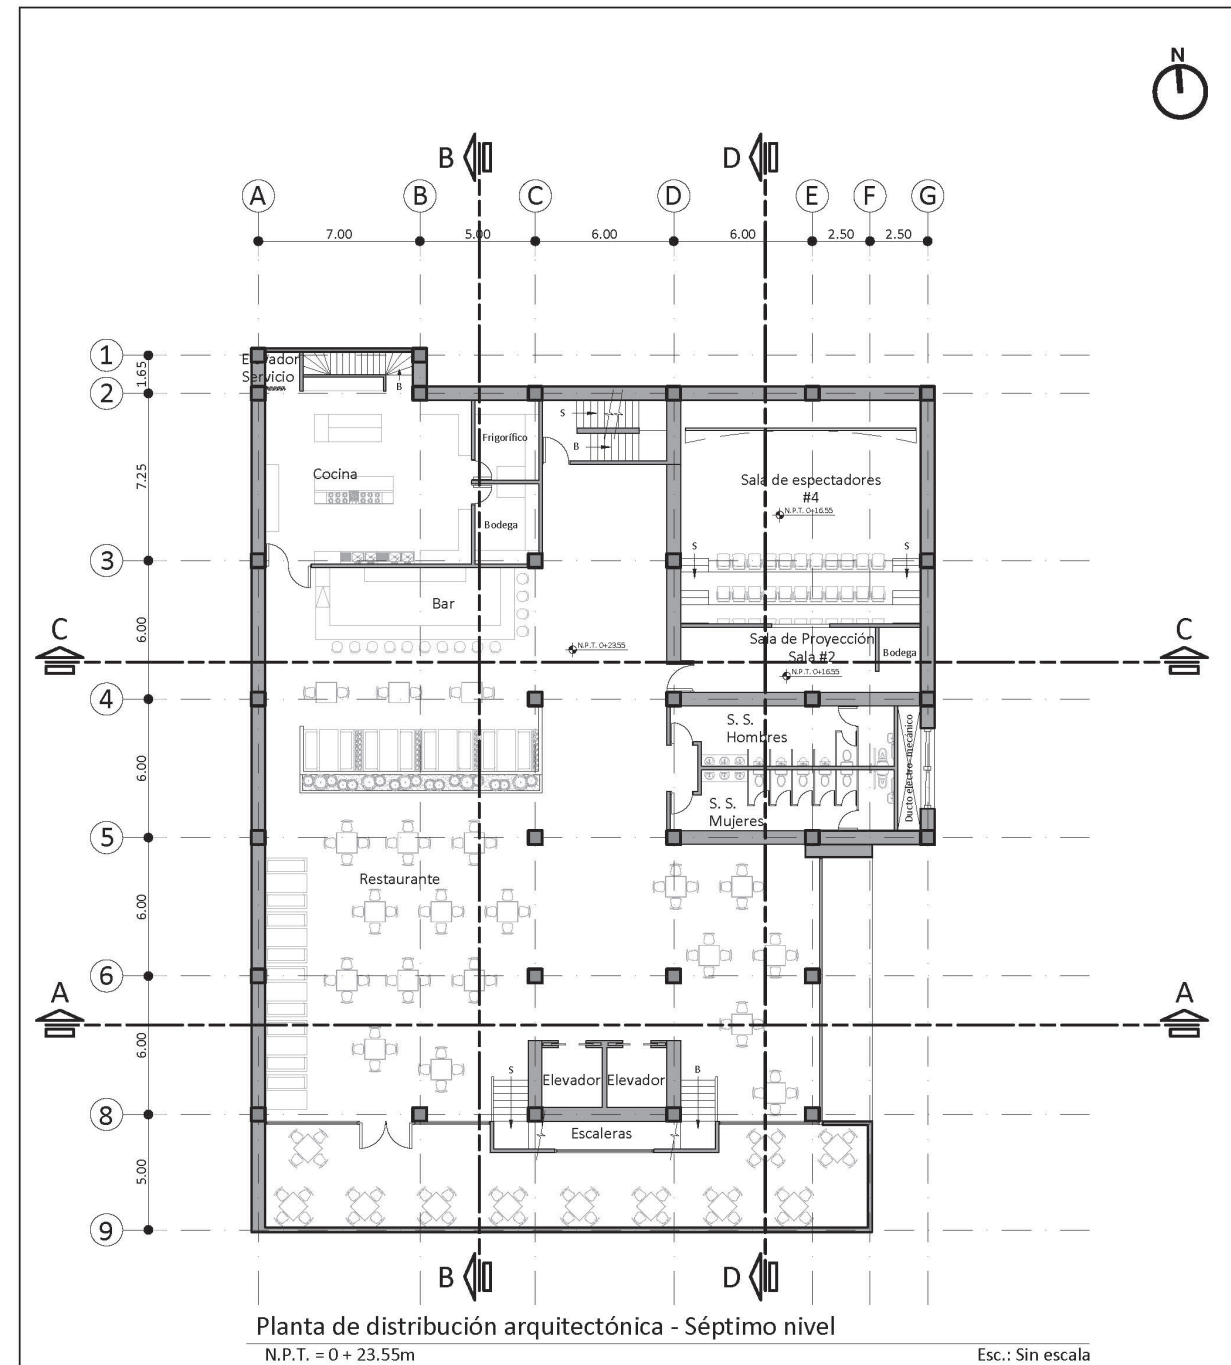 N
B
D
A
B
C
D
E
F
G
7.00
5.00
6.00
6.00
2.50
2.50
1
1.65
2
7.25
3
6.00
4
6.00
5
6.00
6
6.00
8
5.00
9
Elevador
Servicio
B
Cocina
Frigorífico
Bodega
S
B
Sala de espectadores
#4
N.P.T. 0+16.55
S
S
Bar
N.P.T. 0+23.55
Sala de Proyección
Sala #2
N.P.T. 0+16.55
Bodega
C
C
S. S.
Hombres
S. S.
Mujeres
Ducto electro-mecánico
Restaurante
A
A
S
Elevador
Elevador
B
Escaleras
B
D
Planta de distribución arquitectónica - Séptimo nivel
N.P.T. = 0 + 23.55m
Esc.: Sin escala